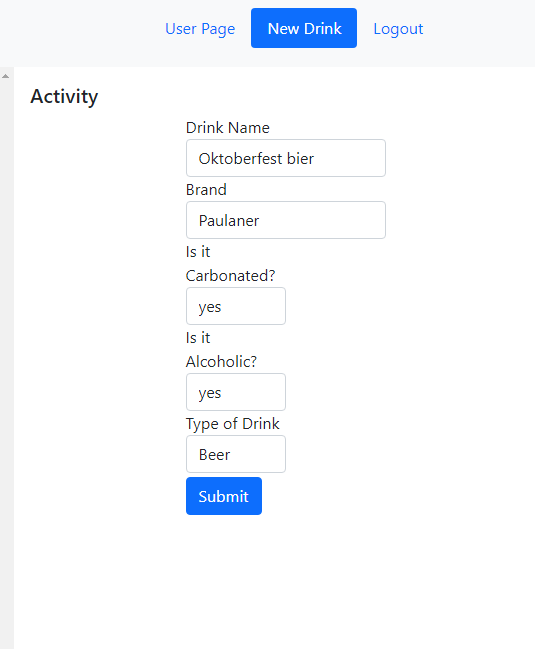 User Page New Drink Logout
Activity
Drink Name
Oktoberfest bier
Brand
Paulaner
Is it
Carbonated?
yes
Is it
Alcoholic?
yes
Type of Drink
Beer
Submit